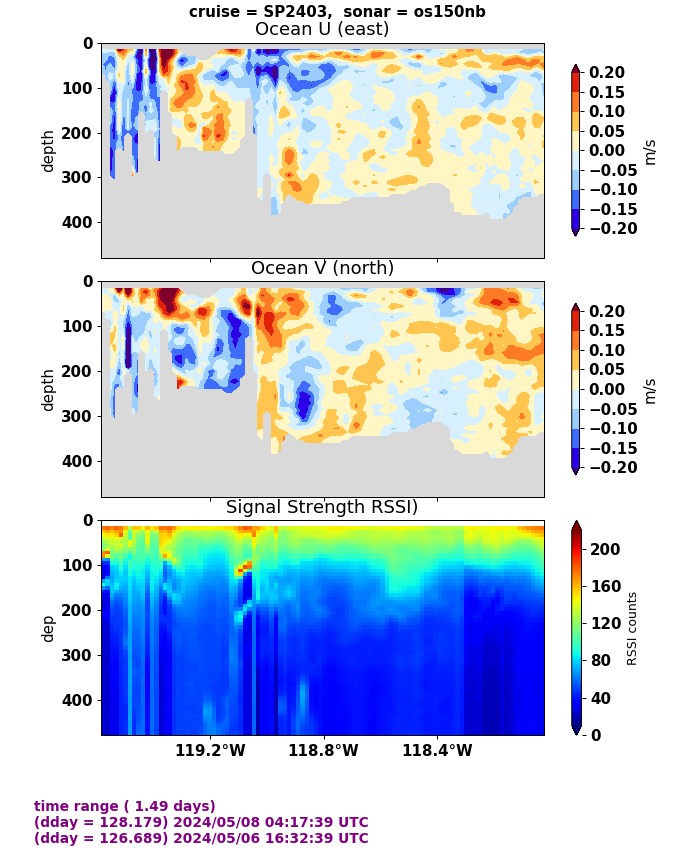 cruise = SP2403, sonar = os150nb
Ocean U (east)
0
100
200
300
400
depth
0.20
0.15
0.10
0.05
0.00
−0.05
−0.10
−0.15
−0.20
m/s
Ocean V (north)
0
100
200
300
400
depth
0.20
0.15
0.10
0.05
0.00
−0.05
−0.10
−0.15
−0.20
m/s
Signal Strength RSSI)
0
100
200
300
400
dep
200
160
120
80
40
0
RSSI counts
119.2°W 118.8°W 118.4°W
time range ( 1.49 days)
(dday = 128.179) 2024/05/08 04:17:39 UTC
(dday = 126.689) 2024/05/06 16:32:39 UTC